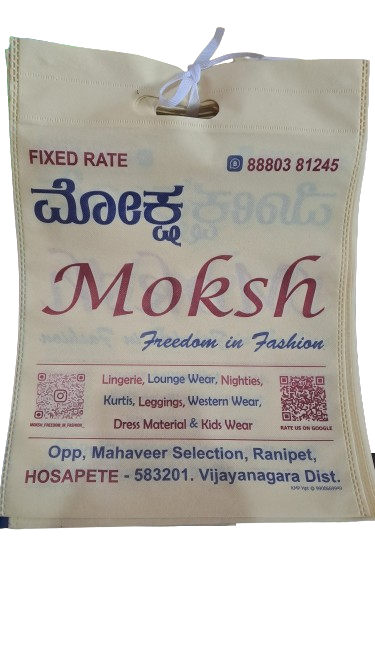 FIXED RATE 88803 81245
ಮೋಕ್ಷ
Moksh
Freedom in Fashion
Lingerie, Lounge Wear, Nighties,
Kurtis, Leggings, Western Wear,
Dress Material & Kids Wear
MOKSH_FREEDOM_IN_FASHION_
RATE US ON GOOGLE
Opp, Mahaveer Selection, Ranipet,
HOSAPETE - 583201. Vijayanagara Dist.